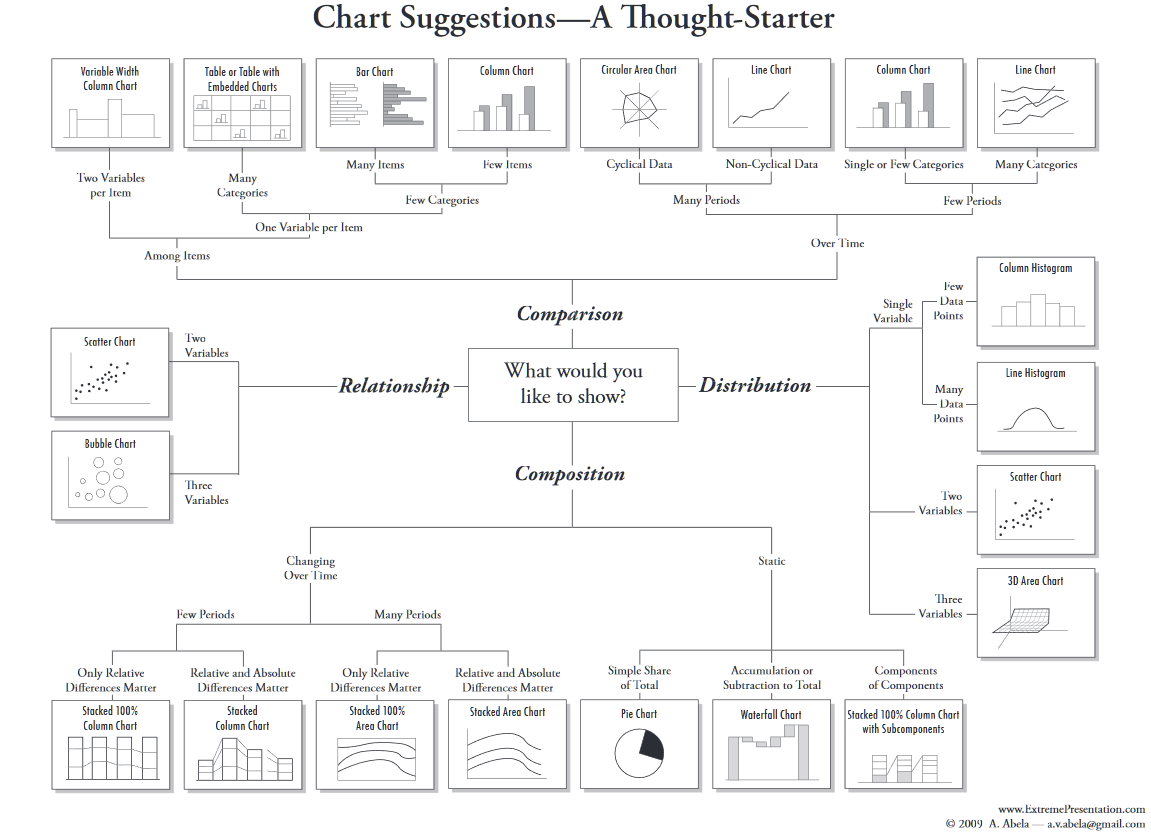 Chart Suggestions—A Thought-Starter
Variable Width
Column Chart
Table or Table with
Embedded Charts
Bar Chart
Column Chart
Circular Area Chart
Line Chart
Column Chart
Line Chart
Two Variables
per Item
Many
Categories
Many Items
Few Items
Cyclical Data
Non-Cyclical Data
Single or Few Categories
Many Categories
Few Categories
Many Periods
Few Periods
One Variable per Item
Among Items
Over Time
Comparison
What would you
like to show?
Relationship
Distribution
Composition
Scatter Chart
Two
Variables
Bubble Chart
Three
Variables
Single
Variable
Few
Data
Points
Column Histogram
Many
Data
Points
Line Histogram
Two
Variables
Scatter Chart
Three
Variables
3D Area Chart
Changing
Over Time
Static
Few Periods
Many Periods
Only Relative
Differences Matter
Relative and Absolute
Differences Matter
Only Relative
Differences Matter
Relative and Absolute
Differences Matter
Simple Share
of Total
Accumulation or
Subtraction to Total
Components
of Components
Stacked 100%
Column Chart
Stacked
Column Chart
Stacked 100%
Area Chart
Stacked Area Chart
Pie Chart
Waterfall Chart
Stacked 100% Column Chart
with Subcomponents
www.ExtremePresentation.com
© 2009 A. Abela — a.v.abela@gmail.com